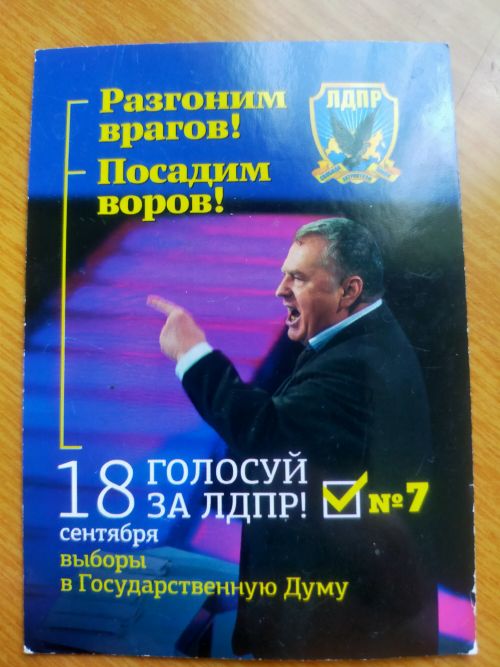 Разгоним
врагов!
Посадим
воров!
ЛДПР
18
ГОЛОСУЙ
ЗА ЛДПР!
№7
сентября
выборы
в Государственную Думу